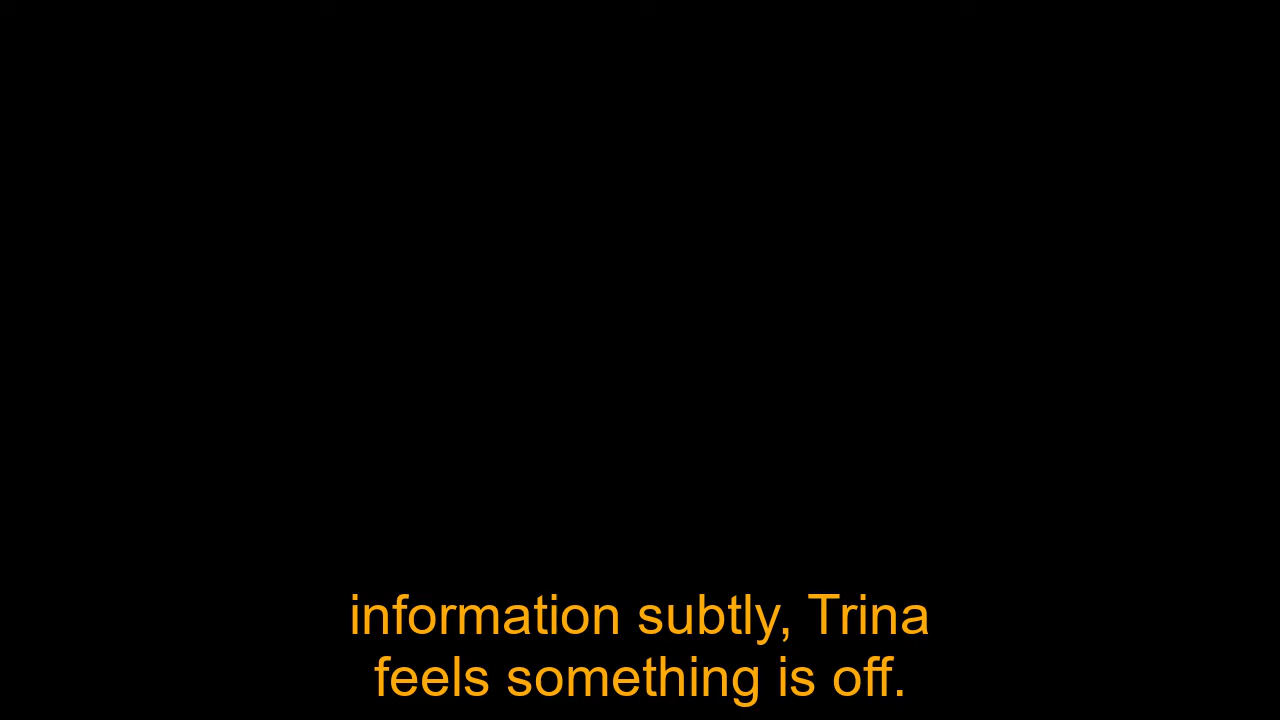 information subtly, Trina
feels something is off.